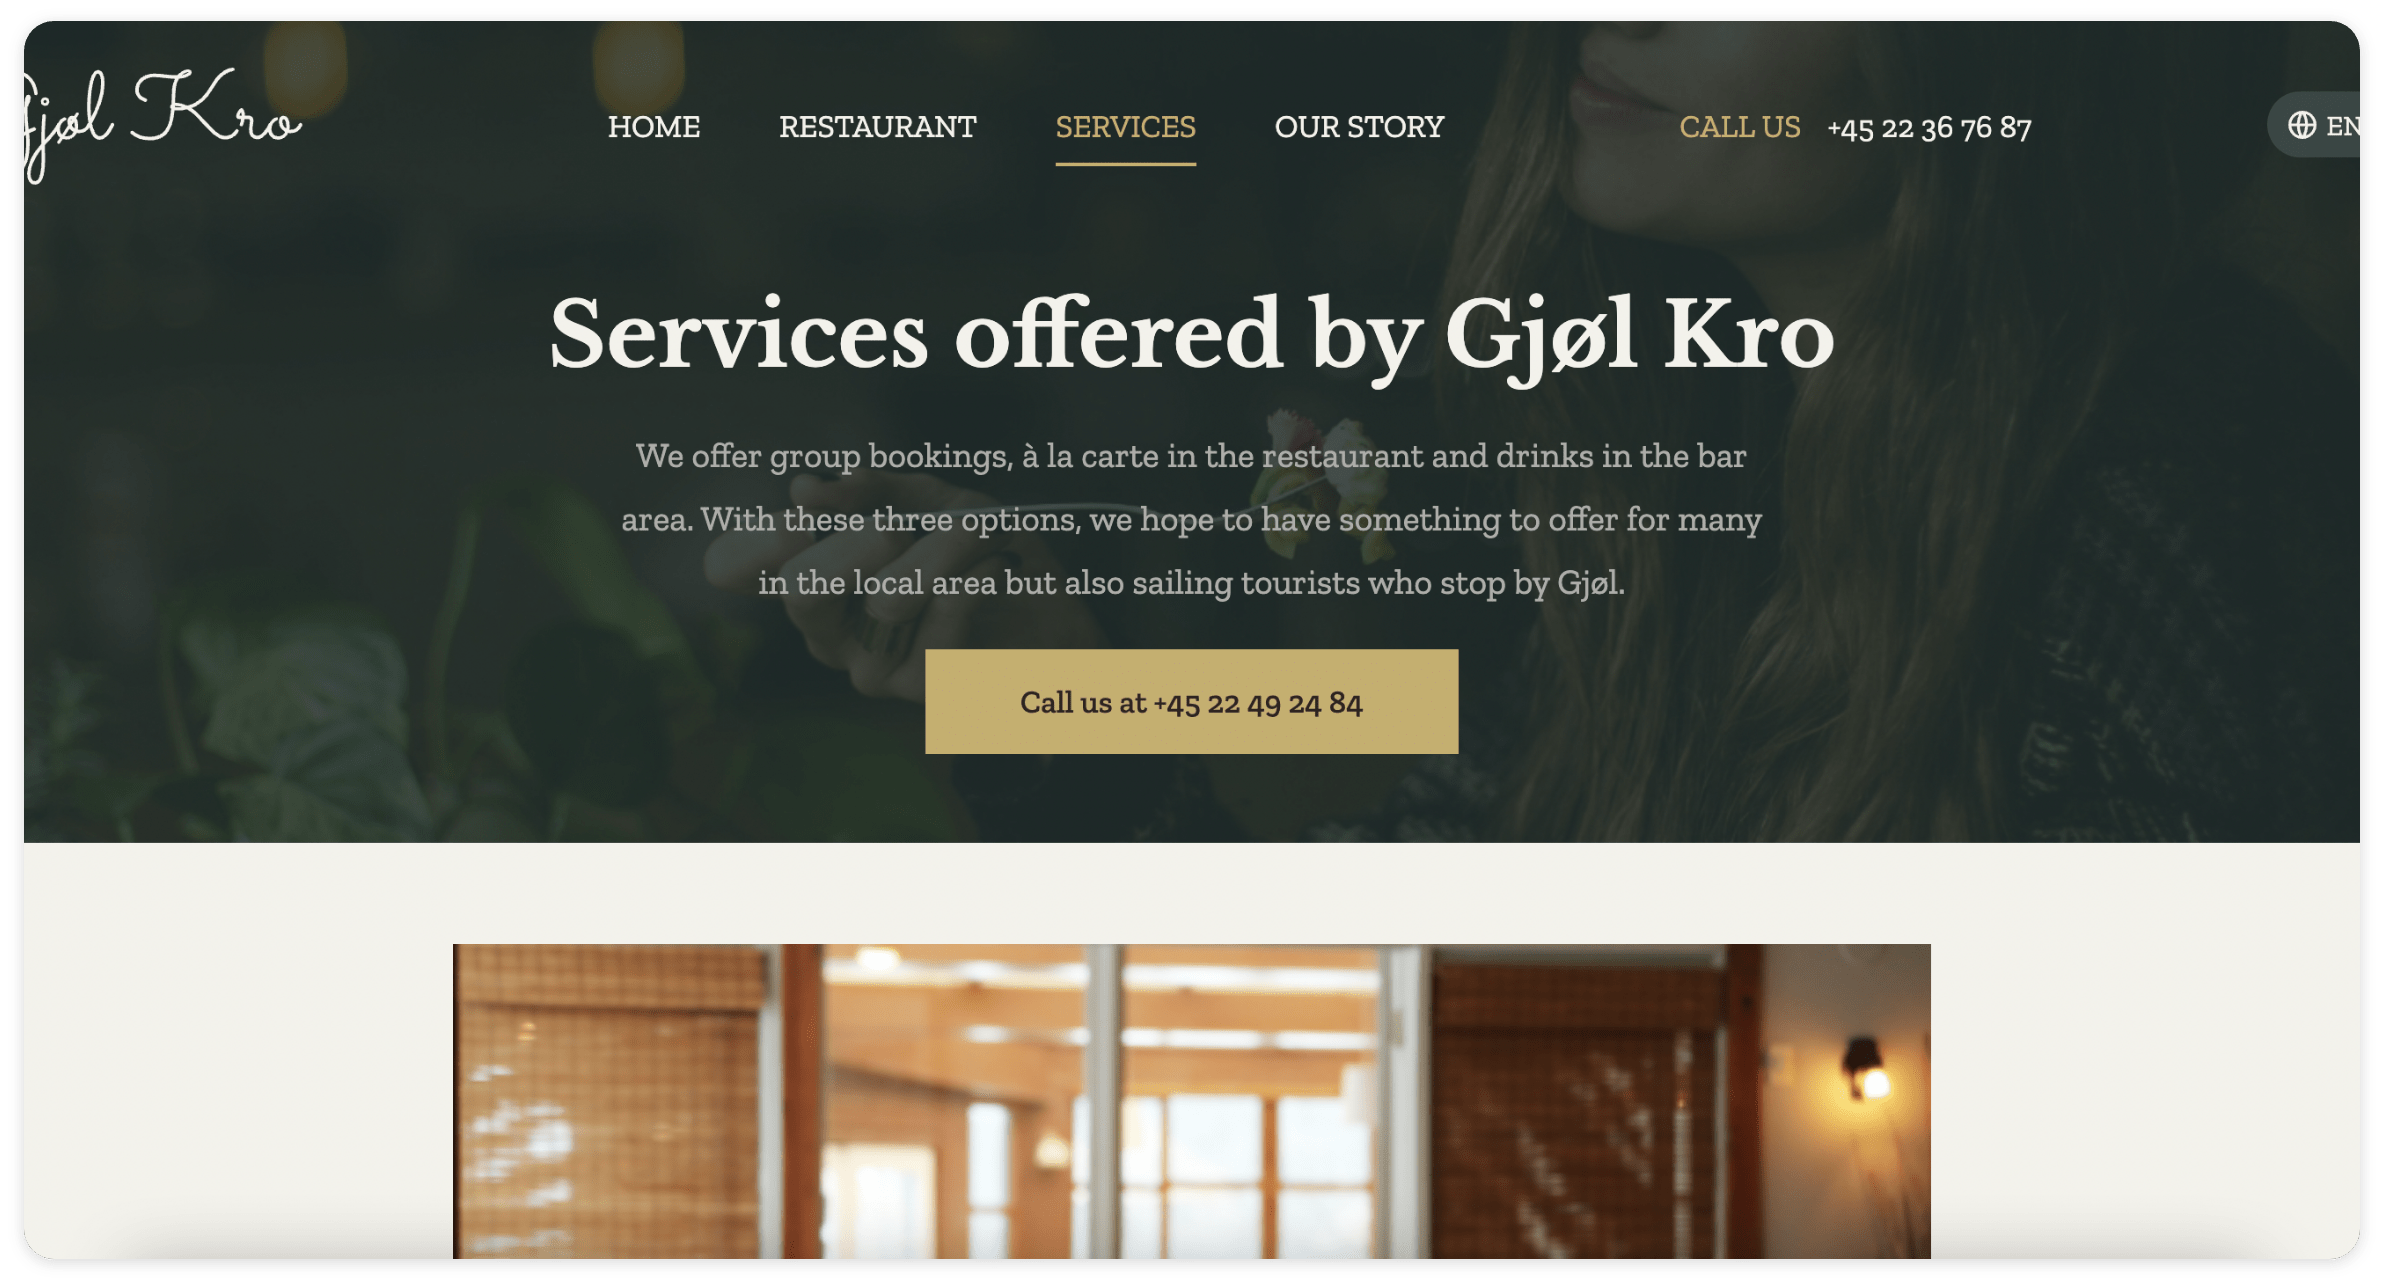 Gjøl Kro
HOME RESTAURANT SERVICES OUR STORY CALL US +45 22 36 76 87 EN
Services offered by Gjøl Kro
We offer group bookings, à la carte in the restaurant and drinks in the bar
area. With these three options, we hope to have something to offer for many
in the local area but also sailing tourists who stop by Gjøl.
Call us at +45 22 49 24 84